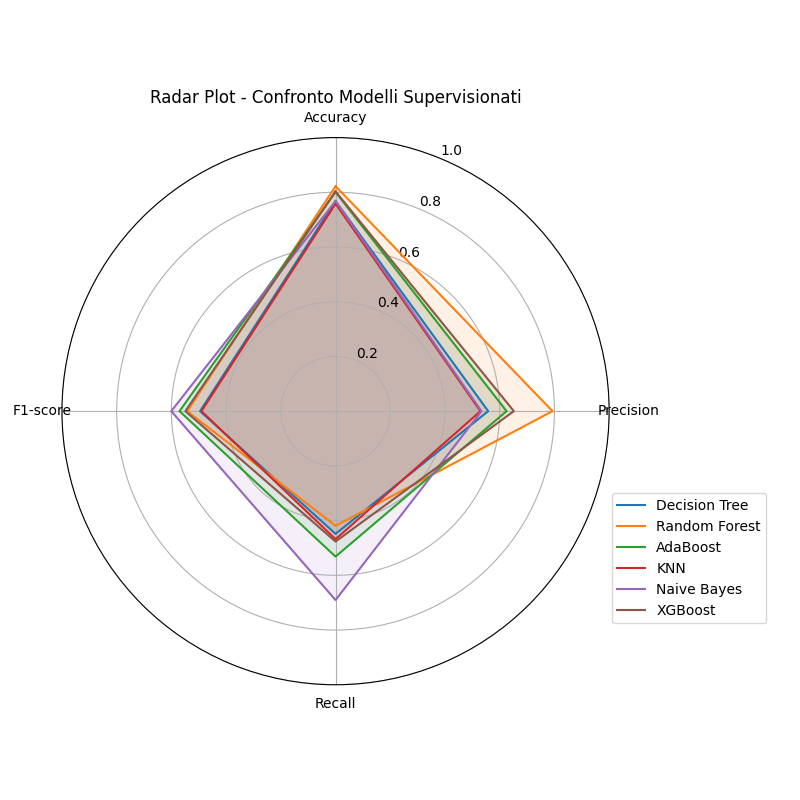 Radar Plot - Confronto Modelli Supervisionati
Accuracy
1.0
0.8
0.6
0.4
0.2
F1-score
Precision
Decision Tree
Random Forest
AdaBoost
KNN
Naive Bayes
XGBoost
Recall